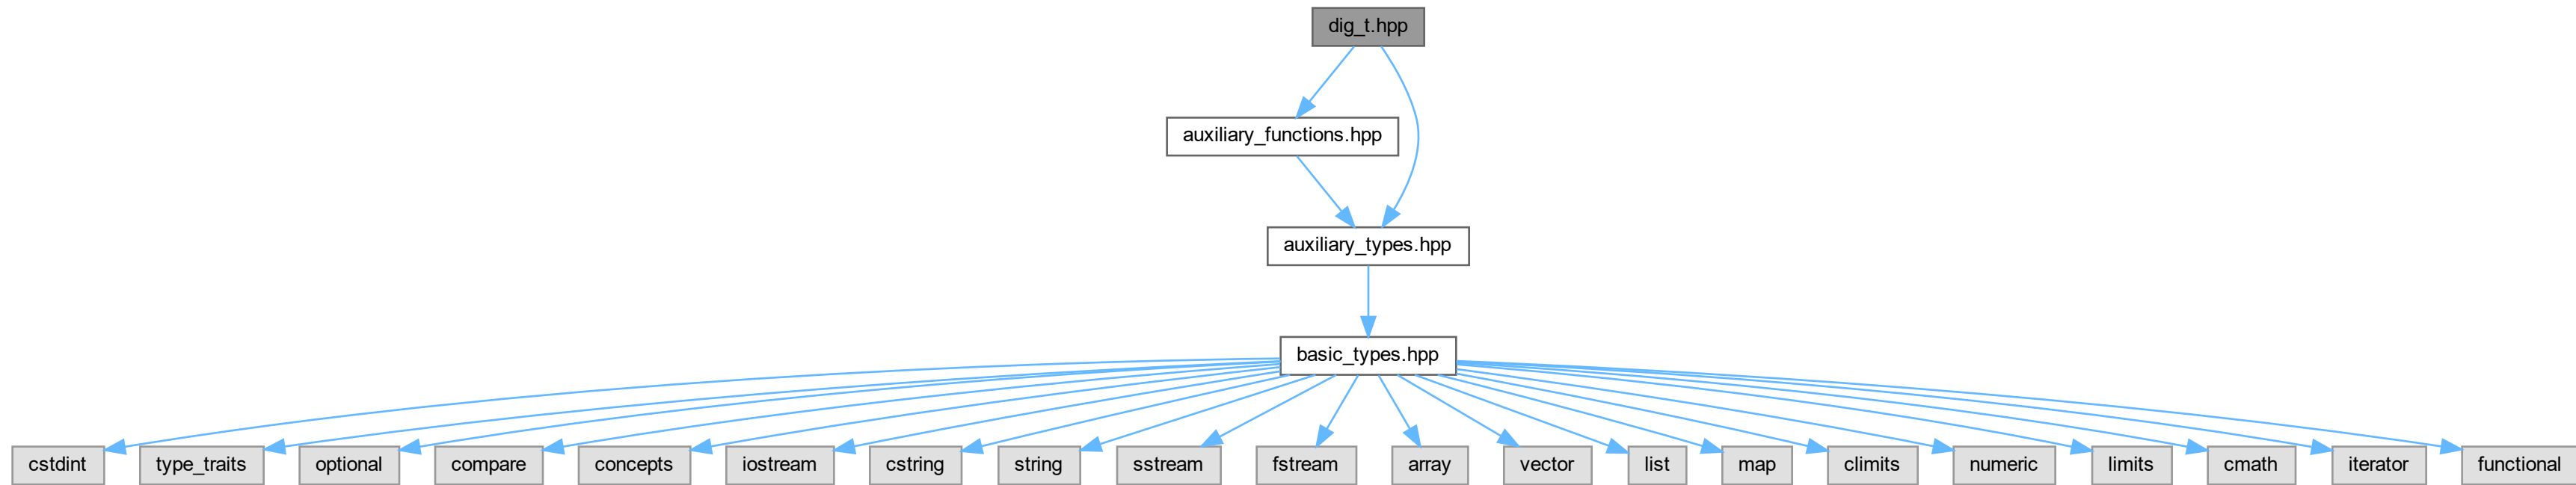 dig_t.hpp
auxiliary_functions.hpp
auxiliary_types.hpp
basic_types.hpp
cstdint
type_traits
optional
compare
concepts
iostream
cstring
string
sstream
fstream
array
vector
list
map
climits
numeric
limits
cmath
iterator
functional